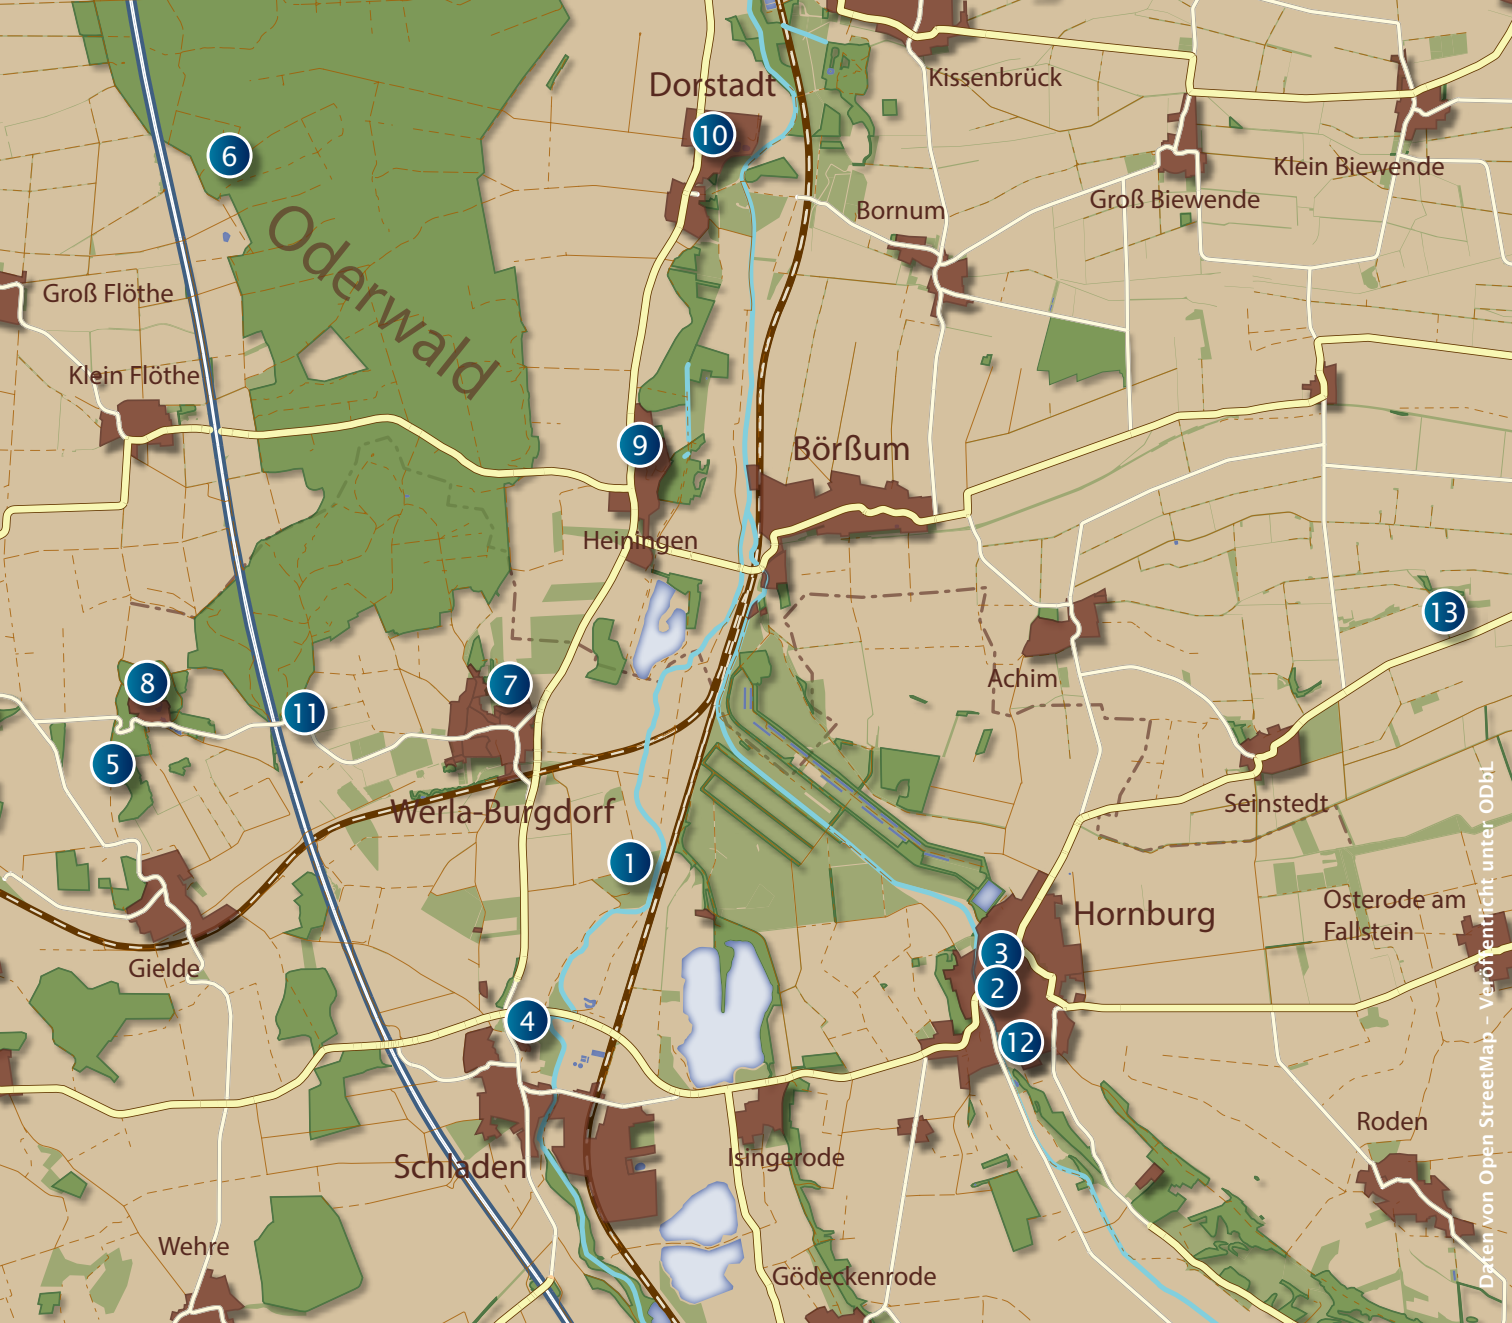 Dorstadt
Kissenbrück
10
6
Klein Biewende
Groß Biewende
Bornum
Oderwald
Groß Flöthe
Klein Flöthe
9
Börßum
Heiningen
13
8
7
Achim
11
5
Seinstedt
Werla-Burgdorf
1
Osterode am
Fallstein
Hornburg
3
2
Gielde
4
12
Roden
Schladen
Isingerode
Wehre
Gödeckenrode
Daten von Open StreetMap – Veröffentlicht unter ODbL